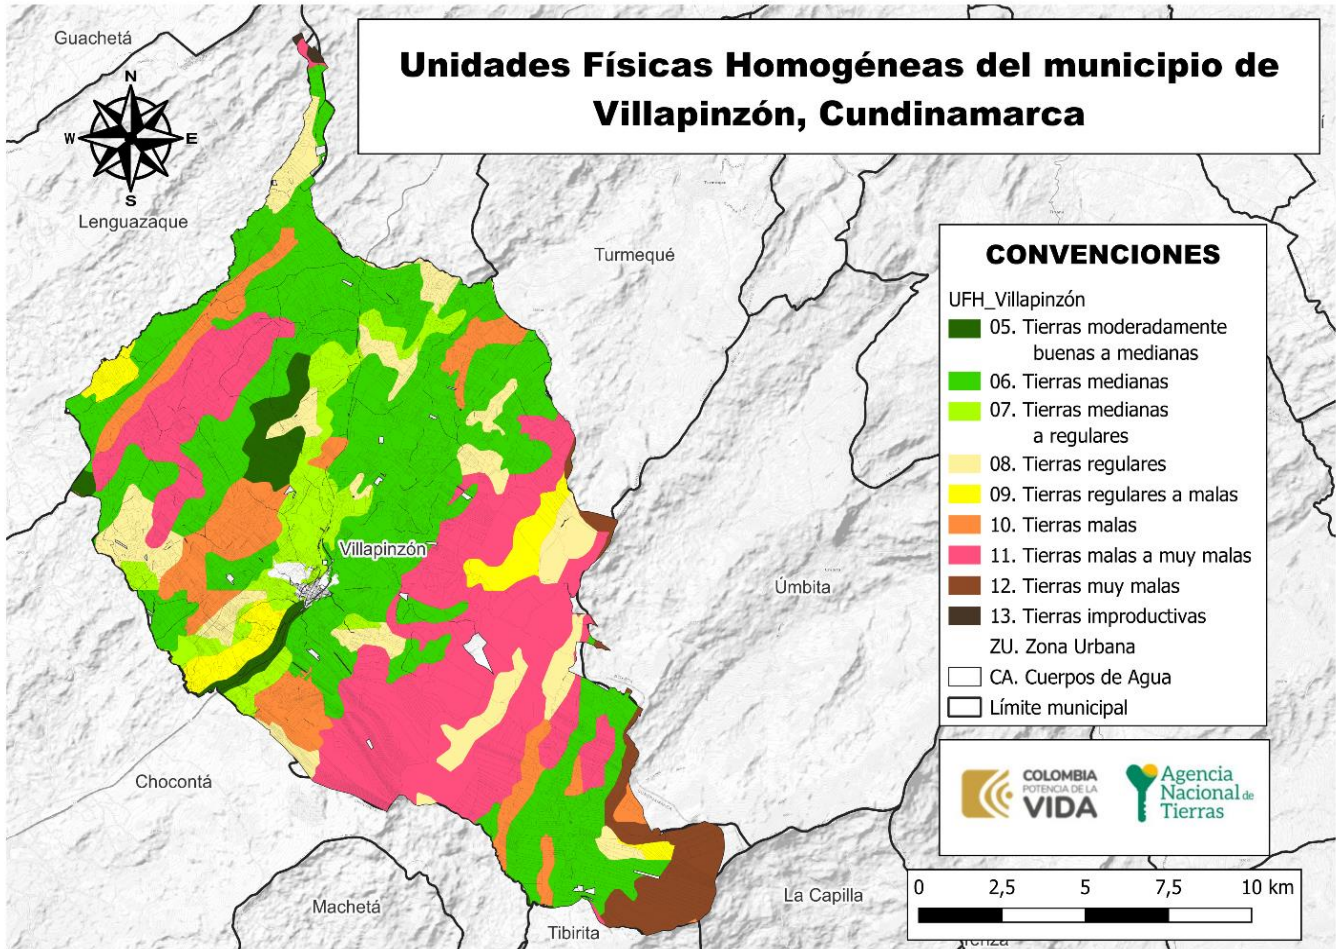 Unidades Físicas Homogéneas del municipio de
Villapinzón, Cundinamarca
Guachetá
N
W
E
S
Lenguazaque
Turmequé
Villapinzón
Úmbita
Chocontá
Machetá
Tibirita
La Capilla
CONVENCIONES
UFH_Villapinzón
05. Tierras moderadamente
buenas a medianas
06. Tierras medianas
07. Tierras medianas
a regulares
08. Tierras regulares
09. Tierras regulares a malas
10. Tierras malas
11. Tierras malas a muy malas
12. Tierras muy malas
13. Tierras improductivas
ZU. Zona Urbana
CA. Cuerpos de Agua
Límite municipal
COLOMBIA
POTENCIA DE LA
VIDA
Agencia
Nacional de
Tierras
0 2,5 5 7,5 10 km